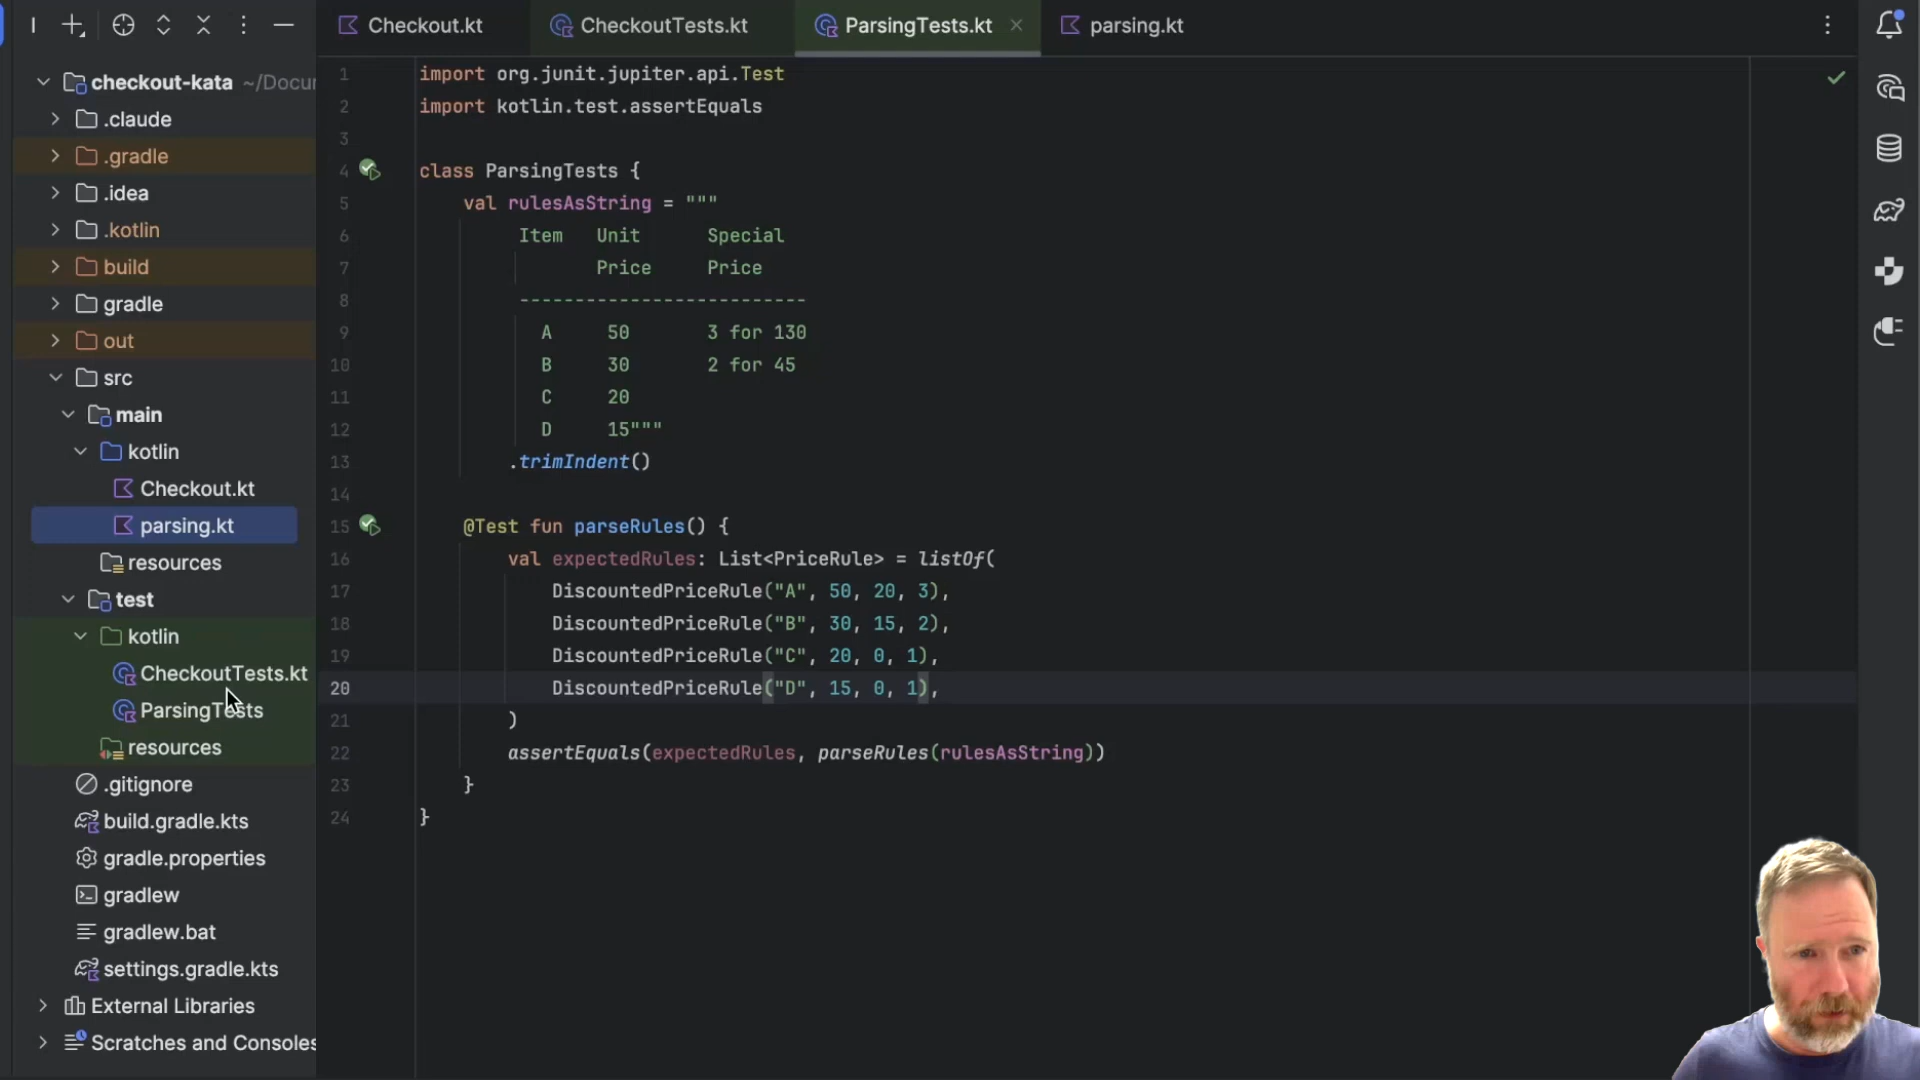 Checkout.kt
CheckoutTests.kt
ParsingTests.kt
parsing.kt
checkout-kata ~/Docu
.claude
.gradle
.idea
.kotlin
build
gradle
out
src
main
kotlin
Checkout.kt
parsing.kt
resources
test
kotlin
CheckoutTests.kt
ParsingTests
resources
.gitignore
build.gradle.kts
gradle.properties
gradlew
gradlew.bat
settings.gradle.kts
External Libraries
Scratches and Consoles
1 import org.junit.jupiter.api.Test
2 import kotlin.test.assertEquals
3
4 class ParsingTests {
5 val rulesAsString = """
6 Item Unit Special
7 Price Price
8 --------------------------
9 A 50 3 for 130
10 B 30 2 for 45
11 C 20
12 D 15"""
13 .trimIndent()
14
15 @Test fun parseRules() {
16 val expectedRules: List<PriceRule> = listOf(
17 DiscountedPriceRule("A", 50, 20, 3),
18 DiscountedPriceRule("B", 30, 15, 2),
19 DiscountedPriceRule("C", 20, 0, 1),
20 DiscountedPriceRule("D", 15, 0, 1),
21 )
22 assertEquals(expectedRules, parseRules(rulesAsString))
23 }
24 }